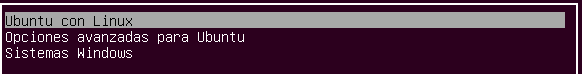 Ubuntu con Linux
Opciones avanzadas para Ubuntu
Sistemas Windows